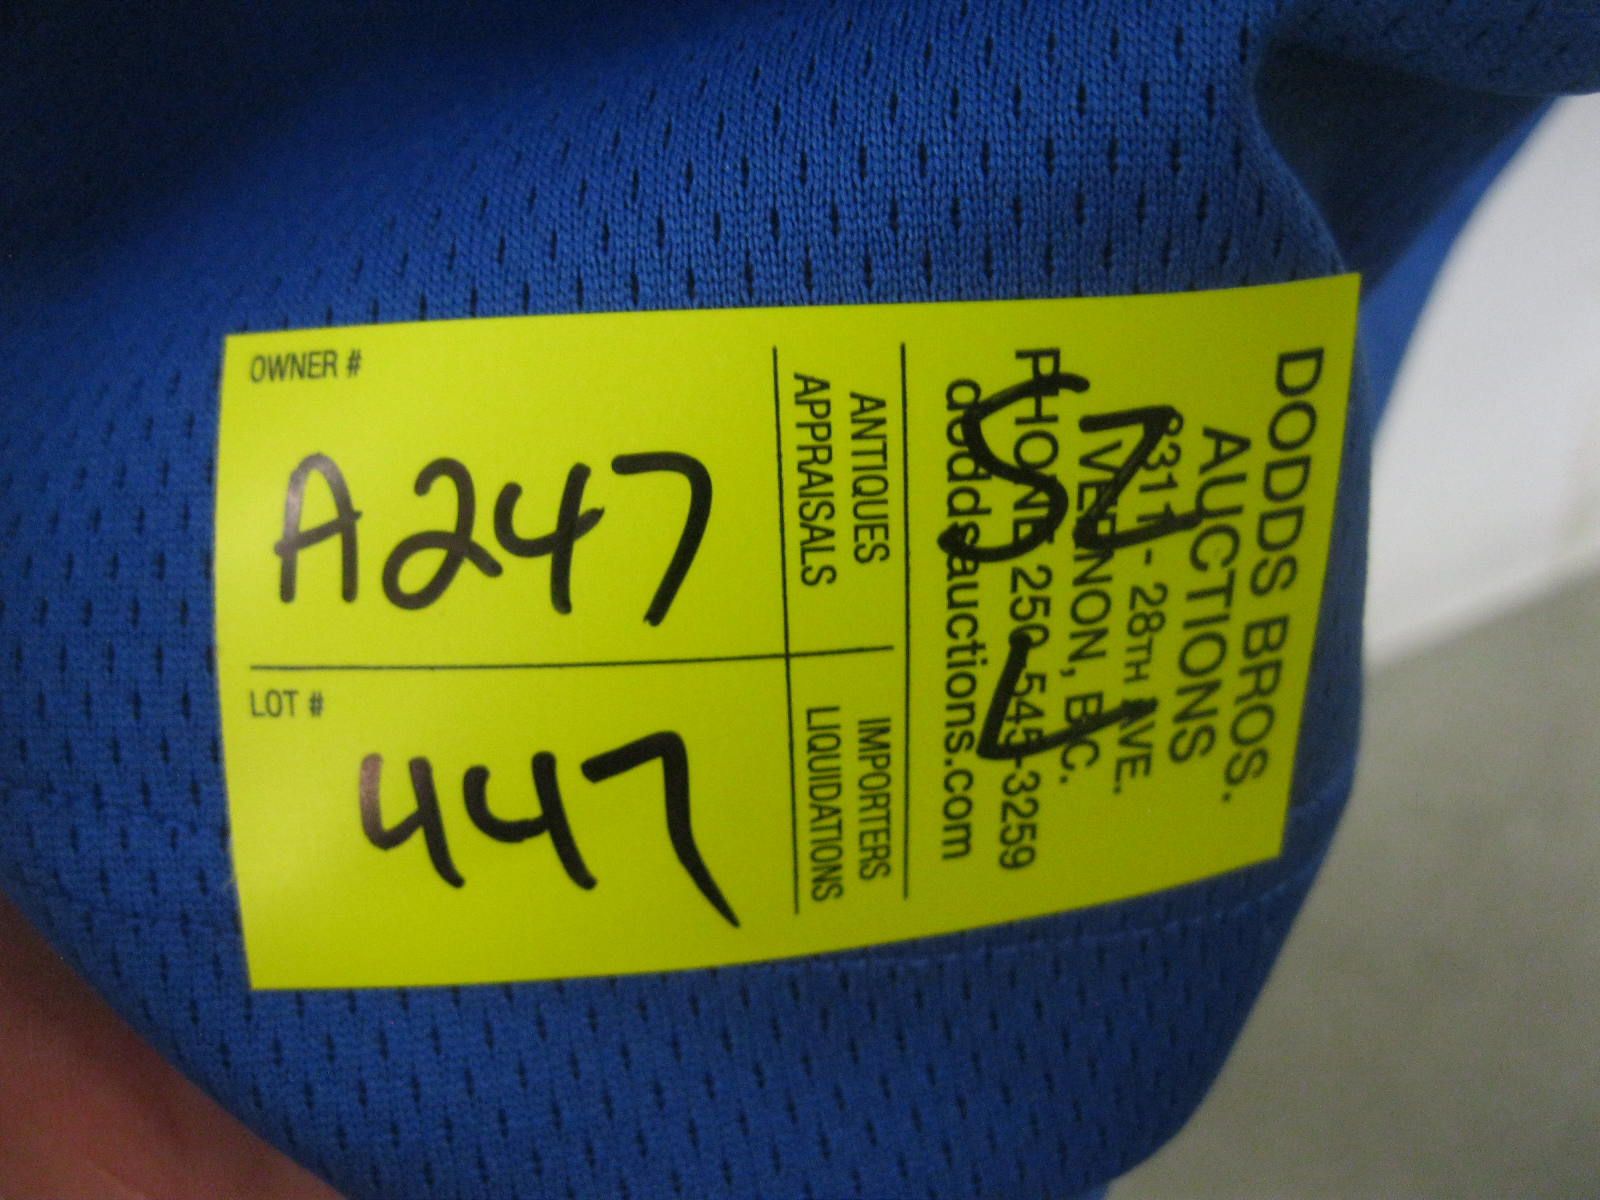 OWNER #
A247
LOT #
447
ANTIQUES
APPRAISALS
IMPORTERS
LIQUIDATIONS
DODDS BROS.
AUCTIONS
3311 - 28TH AVE.
VERNON, B.C.
PHONE 250-545-3259
doddsauctions.com